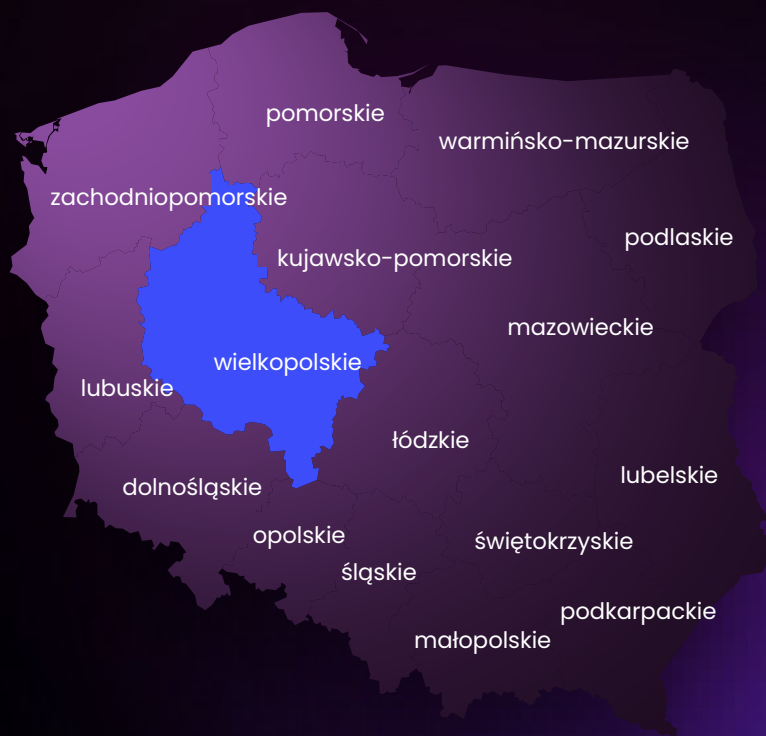 pomorskie
warmińsko-mazurskie
zachodniopomorskie
podlaskie
kujawsko-pomorskie
mazowieckie
wielkopolskie
lubuskie
łódzkie
lubelskie
dolnośląskie
opolskie
świętokrzyskie
śląskie
podkarpackie
małopolskie